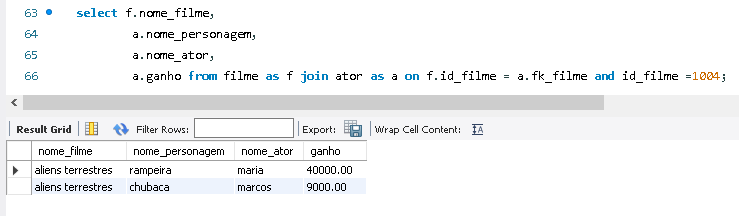 63 select f.nome_filme,
64 a.nome_personagem,
65 a.nome_ator,
66 a.ganho from filme as f join ator as a on f.id_filme = a.fk_filme and id_filme =1004;
Result Grid Filter Rows: Export: Wrap Cell Content:
nome_filme nome_personagem nome_ator ganho
aliens terrestres rampeira maria 40000.00
aliens terrestres chubaca marcos 9000.00